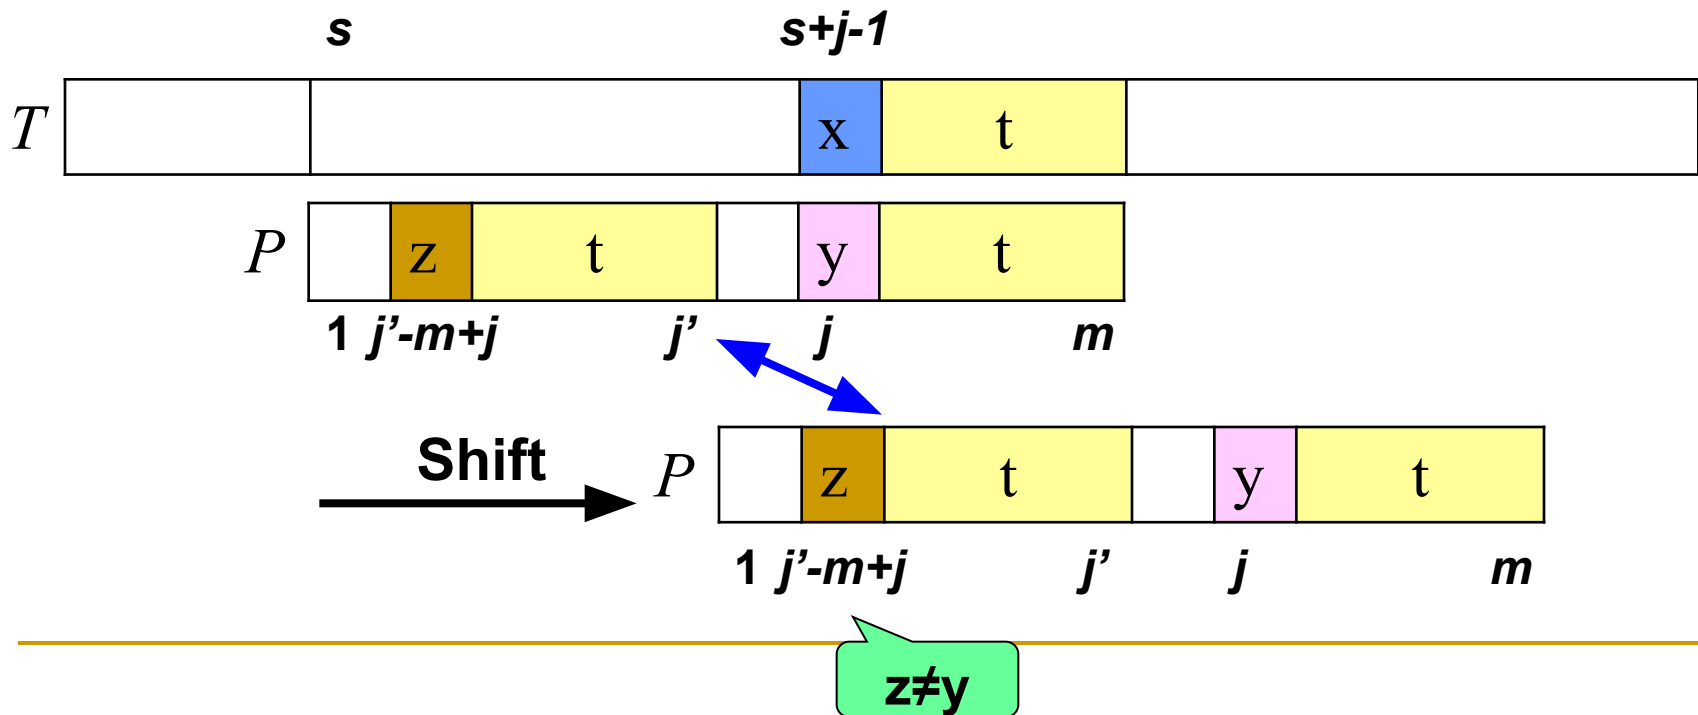 s s+j-1
T x t
P z t y t
1 j’-m+j j’ j m
Shift P z t y t
1 j’-m+j j’ j m
z≠y